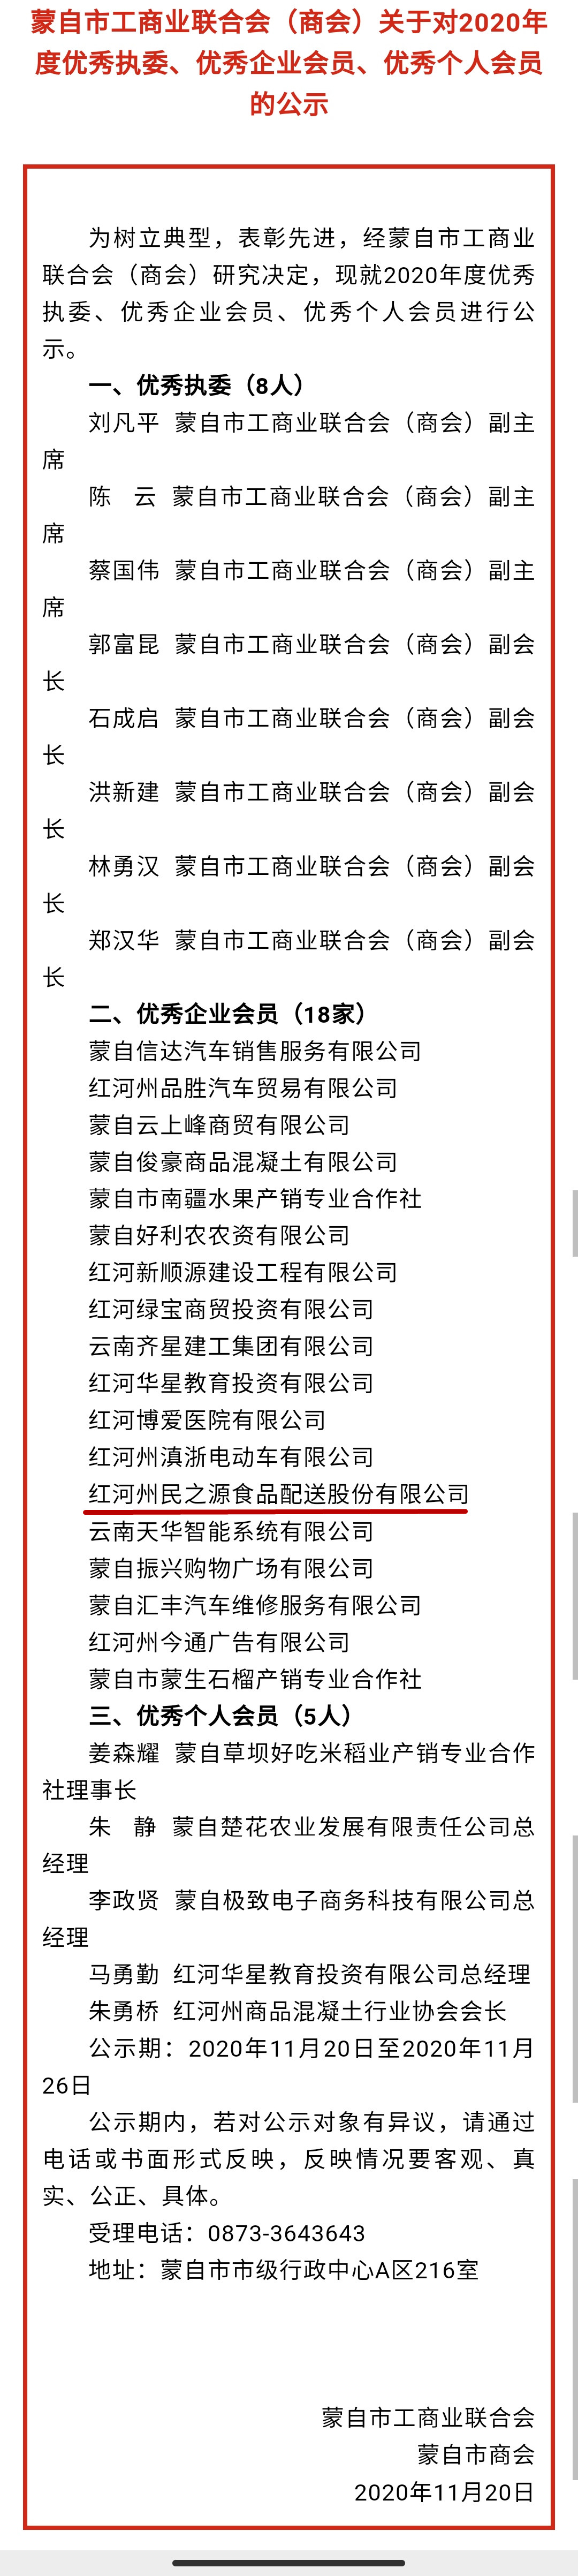 蒙自市工商业联合会（商会）关于对2020年
度优秀执委、优秀企业会员、优秀个人会员
的公示
为树立典型，表彰先进，经蒙自市工商业
联合会（商会）研究决定，现就2020年度优秀
执委、优秀企业会员、优秀个人会员进行公
示。
一、优秀执委（8人）
刘凡平 蒙自市工商业联合会（商会）副主
席
陈 云 蒙自市工商业联合会（商会）副主
席
蔡国伟 蒙自市工商业联合会（商会）副主
席
郭富昆 蒙自市工商业联合会（商会）副会
长
石成启 蒙自市工商业联合会（商会）副会
长
洪新建 蒙自市工商业联合会（商会）副会
长
林勇汉 蒙自市工商业联合会（商会）副会
长
郑汉华 蒙自市工商业联合会（商会）副会
长
二、优秀企业会员（18家）
蒙自信达汽车销售服务有限公司
红河州品胜汽车贸易有限公司
蒙自云上峰商贸有限公司
蒙自俊豪商品混凝土有限公司
蒙自市南疆水果产销专业合作社
蒙自好利农农资有限公司
红河新顺源建设工程有限公司
红河绿宝商贸投资有限公司
云南齐星建工集团有限公司
红河华星教育投资有限公司
红河博爱医院有限公司
红河州滇浙电动车有限公司
红河州民之源食品配送股份有限公司
云南天华智能系统有限公司
蒙自振兴购物广场有限公司
蒙自汇丰汽车维修服务有限公司
红河州今通广告有限公司
蒙自市蒙生石榴产销专业合作社
三、优秀个人会员（5人）
姜森耀 蒙自草坝好吃米稻业产销专业合作
社理事长
朱 静 蒙自楚花农业发展有限责任公司总
经理
李政贤 蒙自极致电子商务科技有限公司总
经理
马勇勤 红河华星教育投资有限公司总经理
朱勇桥 红河州商品混凝土行业协会会长
公示期：2020年11月20日至2020年11月
26日
公示期内，若对公示对象有异议，请通过
电话或书面形式反映，反映情况要客观、真
实、公正、具体。
受理电话：0873-3643643
地址：蒙自市市级行政中心A区216室
蒙自市工商业联合会
蒙自市商会
2020年11月20日